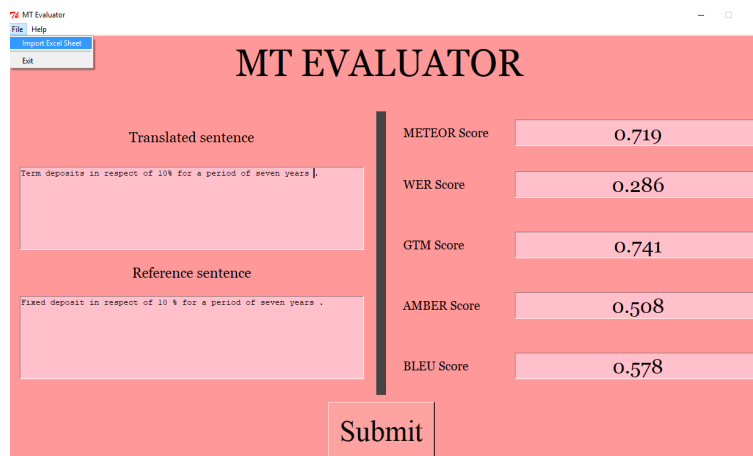 MT Evaluator
File Help
Import Excel Sheet
Exit
MT EVALUATOR
Translated sentence
Term deposits in respect of 10% for a period of seven years .
Reference sentence
Fixed deposit in respect of 10 % for a period of seven years .
METEOR Score 0.719
WER Score 0.286
GTM Score 0.741
AMBER Score 0.508
BLEU Score 0.578
Submit